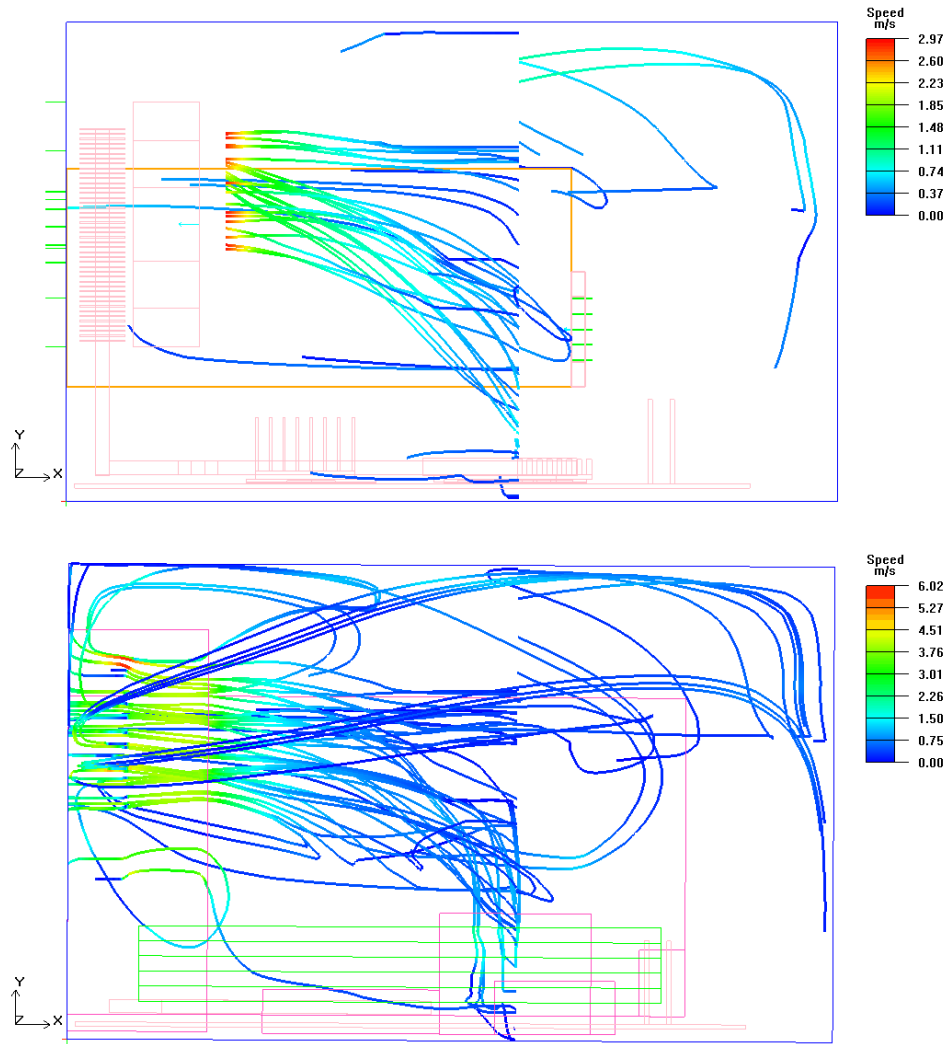 Speed
m/s
2.97
2.60
2.23
1.85
1.48
1.11
0.74
0.37
0.00
Y
Z
X
Speed
m/s
6.02
5.27
4.51
3.76
3.01
2.26
1.50
0.75
0.00
Y
Z
X